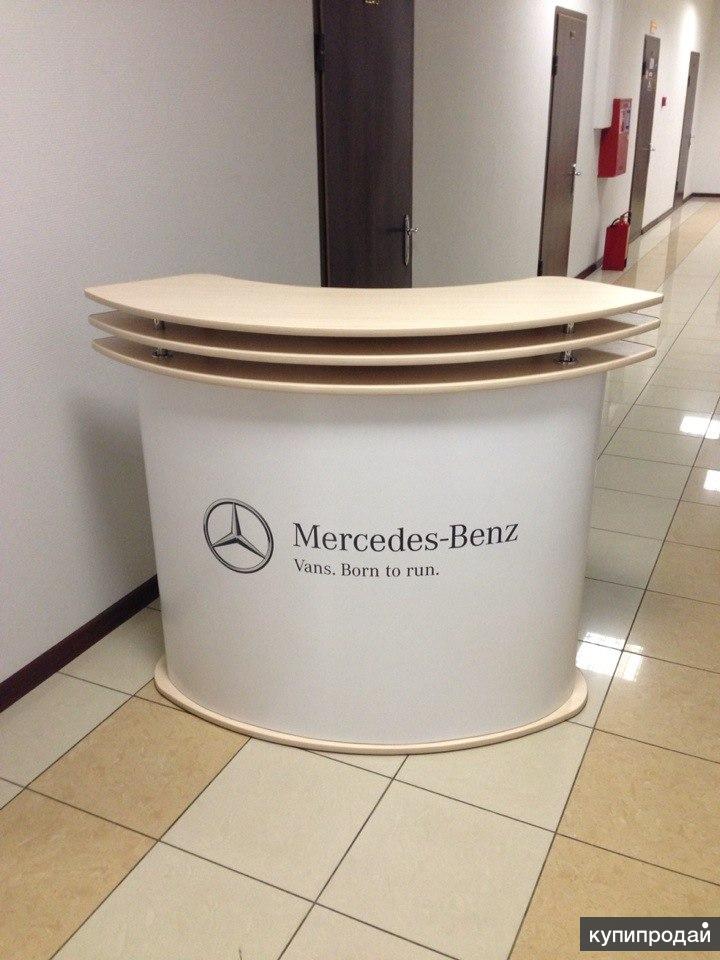 Mercedes-Benz
Vans. Born to run.
купипродай